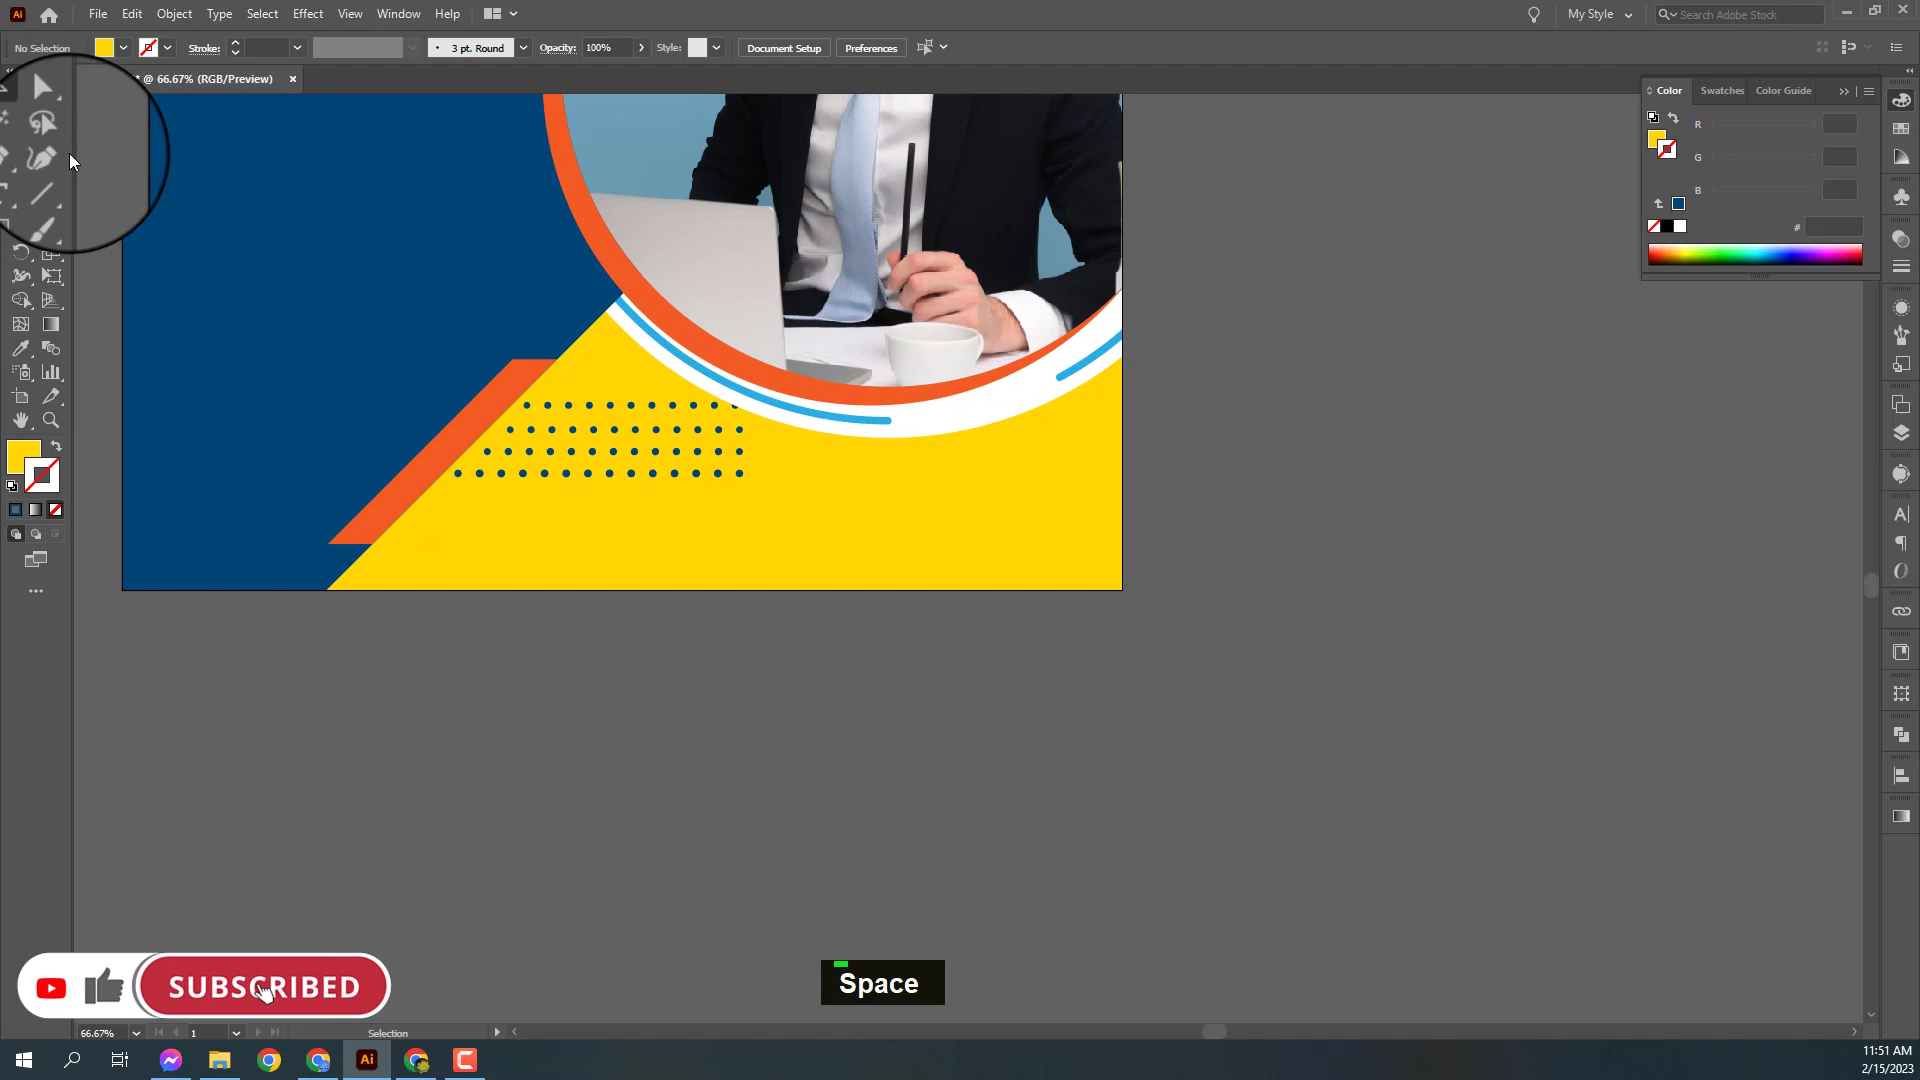 Ai File Edit Object Type Select Effect View Window Help My Style Search Adobe Stock
No Selection Stroke: 3 pt. Round Opacity: 100% Style: Document Setup Preferences
* @ 66.67% (RGB/Preview) ×
Color Swatches Color Guide
R
G
B
#
SUBSCRIBED
Space
66.67% 1 Selection
Ai
11:51 AM
2/15/2023